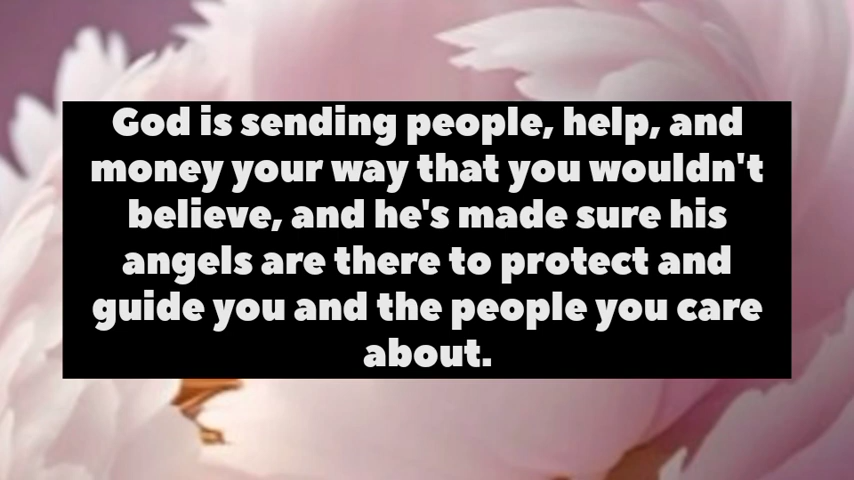 God is sending people, help, and
money your way that you wouldn't
believe, and he's made sure his
angels are there to protect and
guide you and the people you care
about.